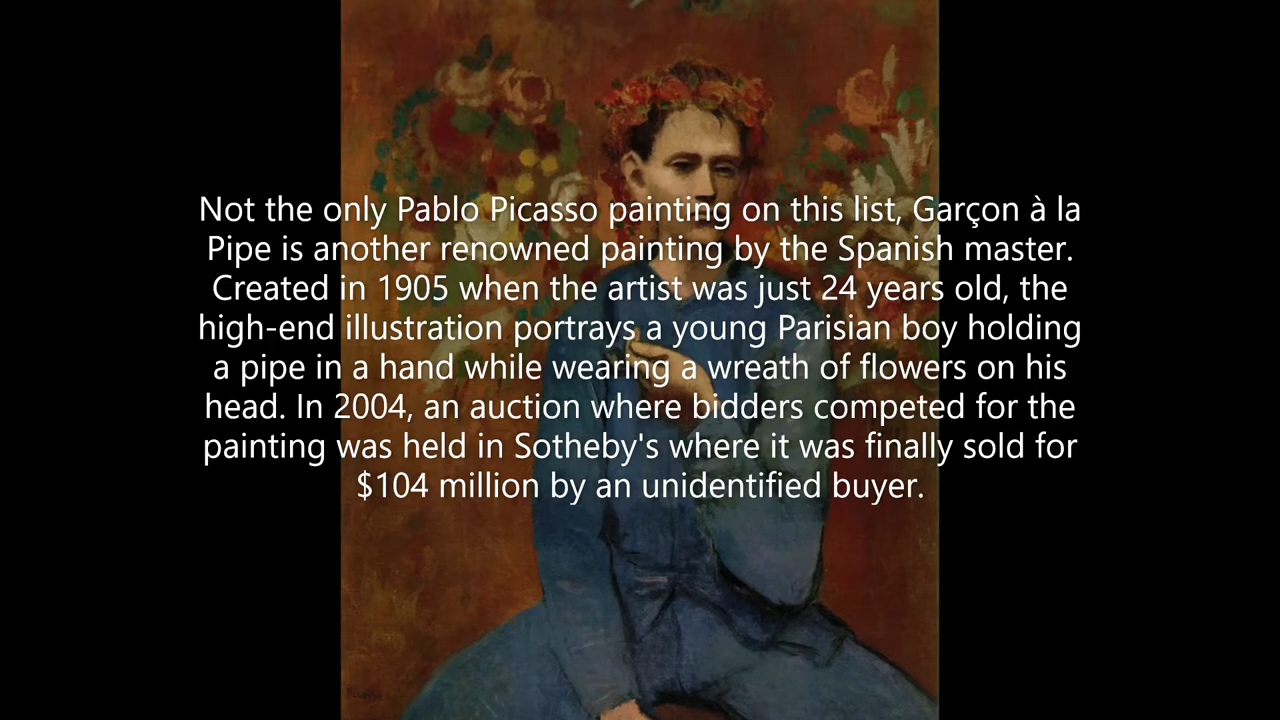 Not the only Pablo Picasso painting on this list, Garçon à la
Pipe is another renowned painting by the Spanish master.
Created in 1905 when the artist was just 24 years old, the
high-end illustration portrays a young Parisian boy holding
a pipe in a hand while wearing a wreath of flowers on his
head. In 2004, an auction where bidders competed for the
painting was held in Sotheby's where it was finally sold for
$104 million by an unidentified buyer.